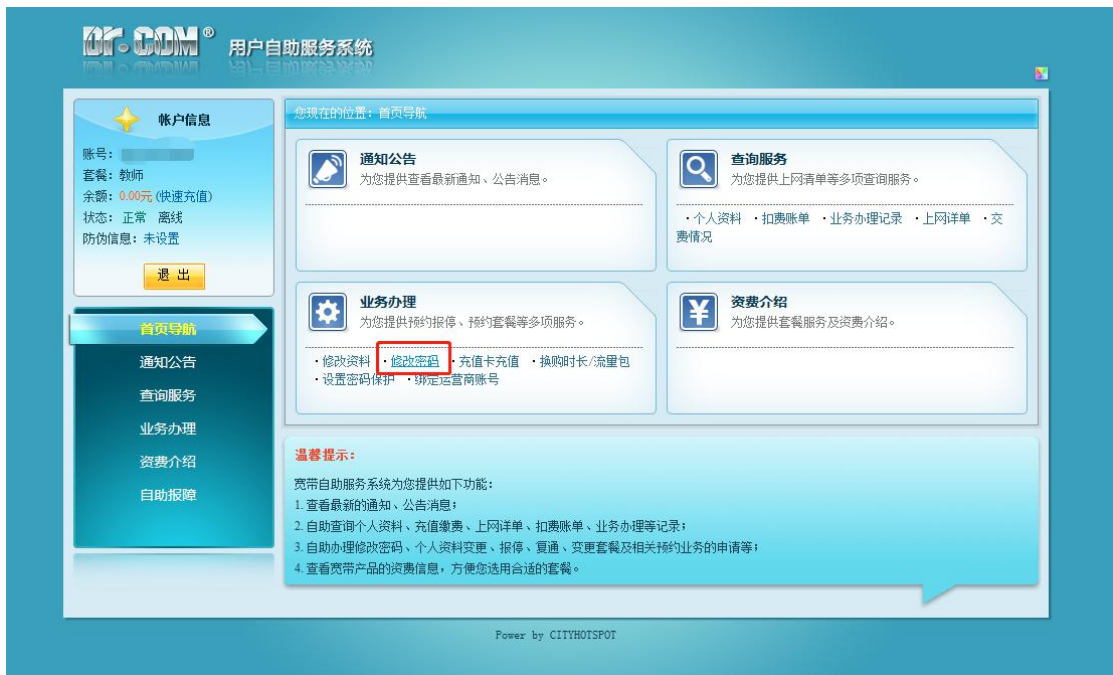 Dr.COM® 用户自助服务系统
帐户信息
账号：
套餐：教师
余额：0.00元(快速充值)
状态：正常 离线
防伪信息：未设置
退 出
首页导航
通知公告
查询服务
业务办理
资费介绍
自助报障
您现在的位置：首页导航
通知公告
为您提供查看最新通知、公告消息。
查询服务
为您提供上网清单等多项查询服务。
·个人资料 ·扣费账单 ·业务办理记录 ·上网详单 ·交
费情况
业务办理
为您提供预约报停、预约套餐等多项服务。
·修改资料 ·修改密码 ·充值卡充值 ·换购时长/流量包
·设置密码保护 ·绑定运营商账号
资费介绍
为您提供套餐服务及资费介绍。
温馨提示：
宽带自助服务系统为您提供如下功能：
1.查看最新的通知、公告消息；
2.自助查询个人资料、充值缴费、上网详单、扣费账单、业务办理等记录；
3.自助办理修改密码、个人资料变更、报停、复通、变更套餐及相关预约业务的申请等；
4.查看宽带产品的资费信息，方便您选用合适的套餐。
Power by CITYHOTSPOT